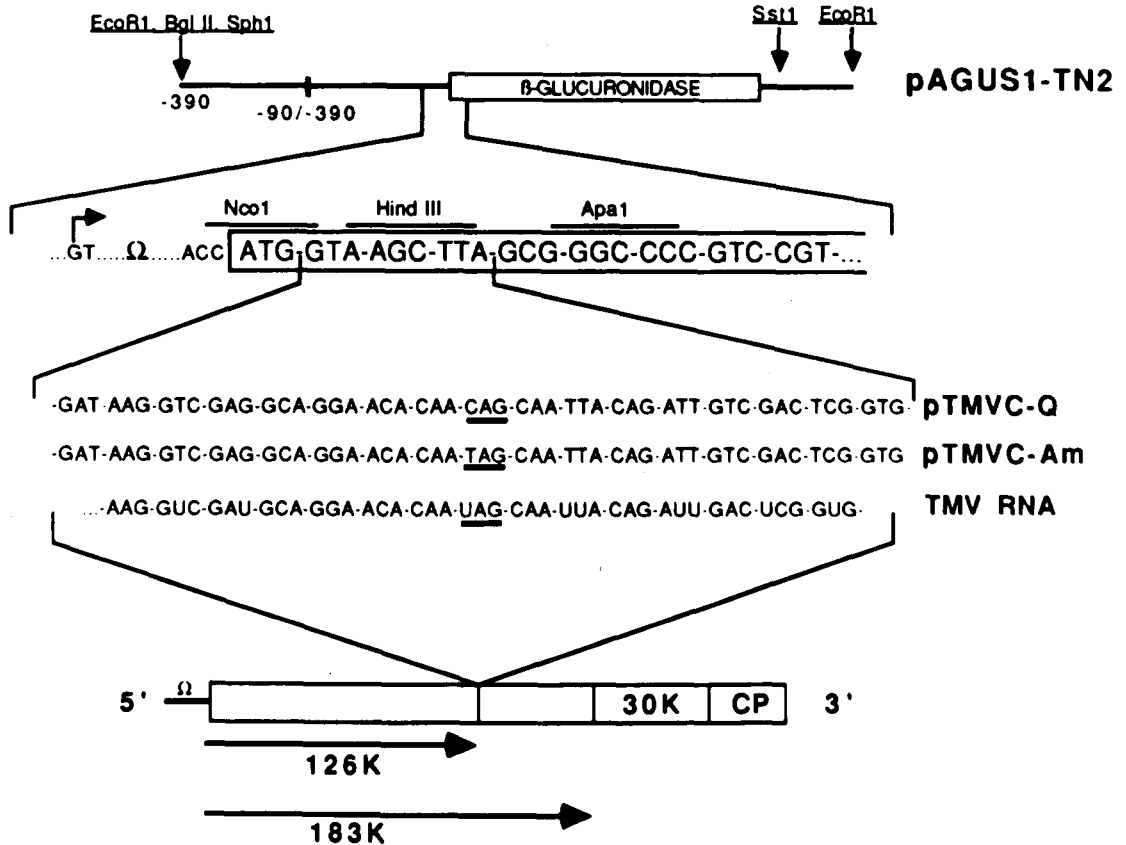 EcoR1, Bgl II, Sph1
Sst1 EcoR1
ß-GLUCURONIDASE
pAGUS1-TN2
-390
-90/-390
Nco1 Hind III Apa1
...GT.....Ω.....ACC ATG-GTA-AGC-TTA-GCG-GGC-CCC-GTC-CGT-...
-GAT-AAG-GTC-GAG-GCA-GGA-ACA-CAA-CAG-CAA-TTA-CAG-ATT-GTC-GAC-TCG-GTG- pTMVC-Q
-GAT-AAG-GTC-GAG-GCA-GGA-ACA-CAA-TAG-CAA-TTA-CAG-ATT-GTC-GAC-TCG-GTG pTMVC-Am
...-AAG-GUC-GAU-GCA-GGA-ACA-CAA-UAG-CAA-UUA-CAG-AUU-GAC-UCG-GUG- TMV RNA
5' Ω 30K CP 3'
126K
183K